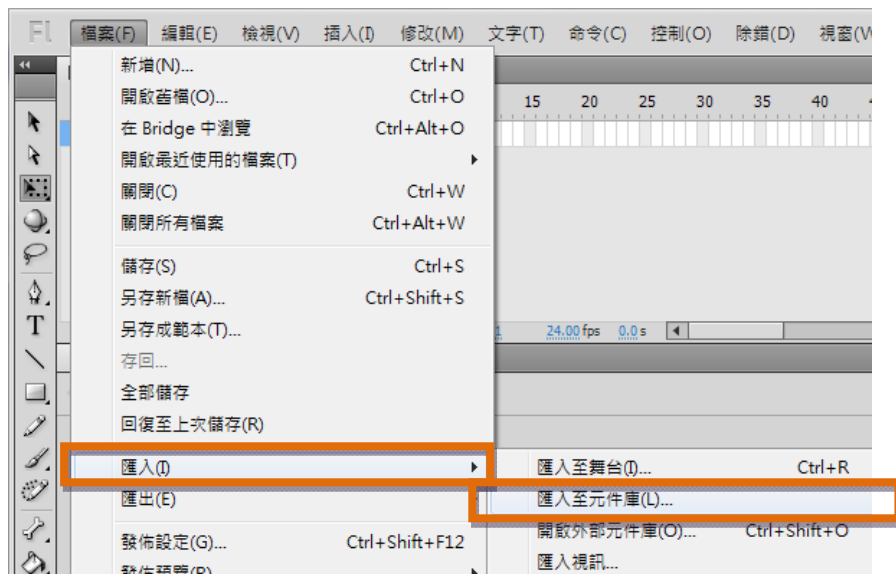 Fl 檔案(F) 編輯(E) 檢視(V) 插入(I) 修改(M) 文字(T) 命令(C) 控制(O) 除錯(D) 視窗(W
新增(N)... Ctrl+N
開啟舊檔(O)... Ctrl+O
在 Bridge 中瀏覽 Ctrl+Alt+O
開啟最近使用的檔案(T)
關閉(C) Ctrl+W
關閉所有檔案 Ctrl+Alt+W
儲存(S) Ctrl+S
另存新檔(A)... Ctrl+Shift+S
另存成範本(T)...
存回...
全部儲存
回復至上次儲存(R)
匯入(I)
匯出(E)
發佈設定(G)... Ctrl+Shift+F12
發佈預覽(R)
15 20 25 30 35 40
1 24.00 fps 0.0 s
匯入至舞台(I)... Ctrl+R
匯入至元件庫(L)...
開啟外部元件庫(O)... Ctrl+Shift+O
匯入視訊...
T